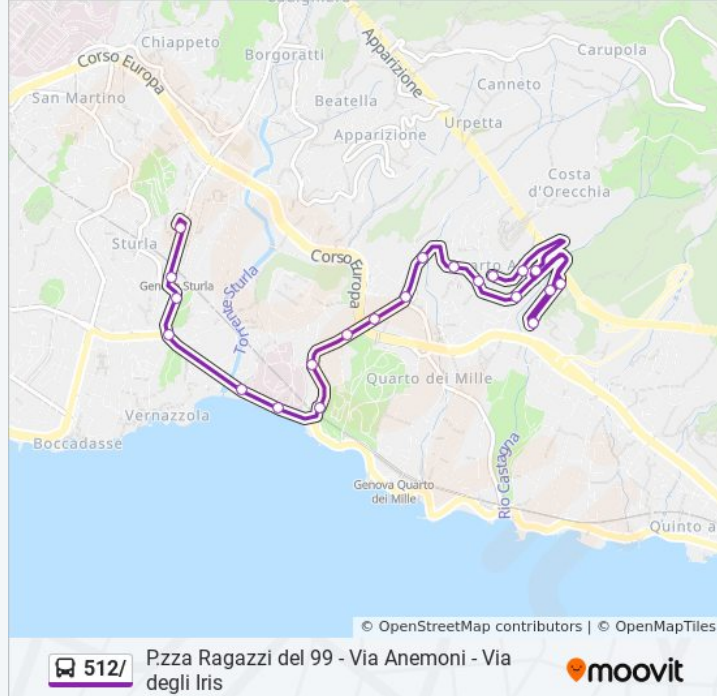 Chiappeto
Corso Europa
Borgoratti
Apparizione
Carupola
San Martino
Beatella
Canneto
Apparizione
Urpetta
Costa
d'Orecchia
Sturla
Corso Europa
Torrente Sturla
Quarto dei Mille
Vernazzola
Boccadasse
Genova Quarto
dei Mille
Rio Castagna
Quinto a
© OpenStreetMap contributors | © OpenMapTiles
512/
P.zza Ragazzi del 99 - Via Anemoni - Via
degli Iris
moovit